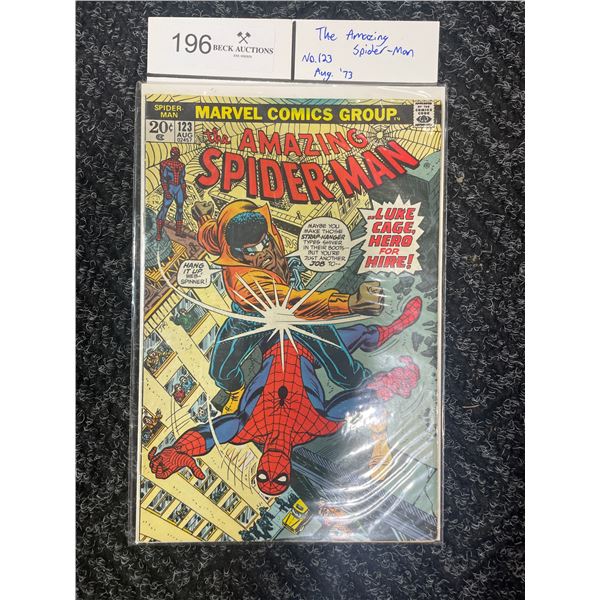 196
BECK AUCTIONS
The Amazing
Spider-Man
No.123
Aug. '73
SPIDER
MAN
MARVEL COMICS GROUP
20¢
123
AUG
02457
the AMAZING
SPIDER-MAN
MAYBE YOU
MAKE THOSE
STRAP-HANGER
TYPES SHIVER
IN THEIR BOOTS--
BUT YOU'RE
JUST ANOTHER
JOB TO--
..LUKE
CAGE, HERO
FOR
HIRE!
HANG
IT UP,
WEB-
SPINNER!